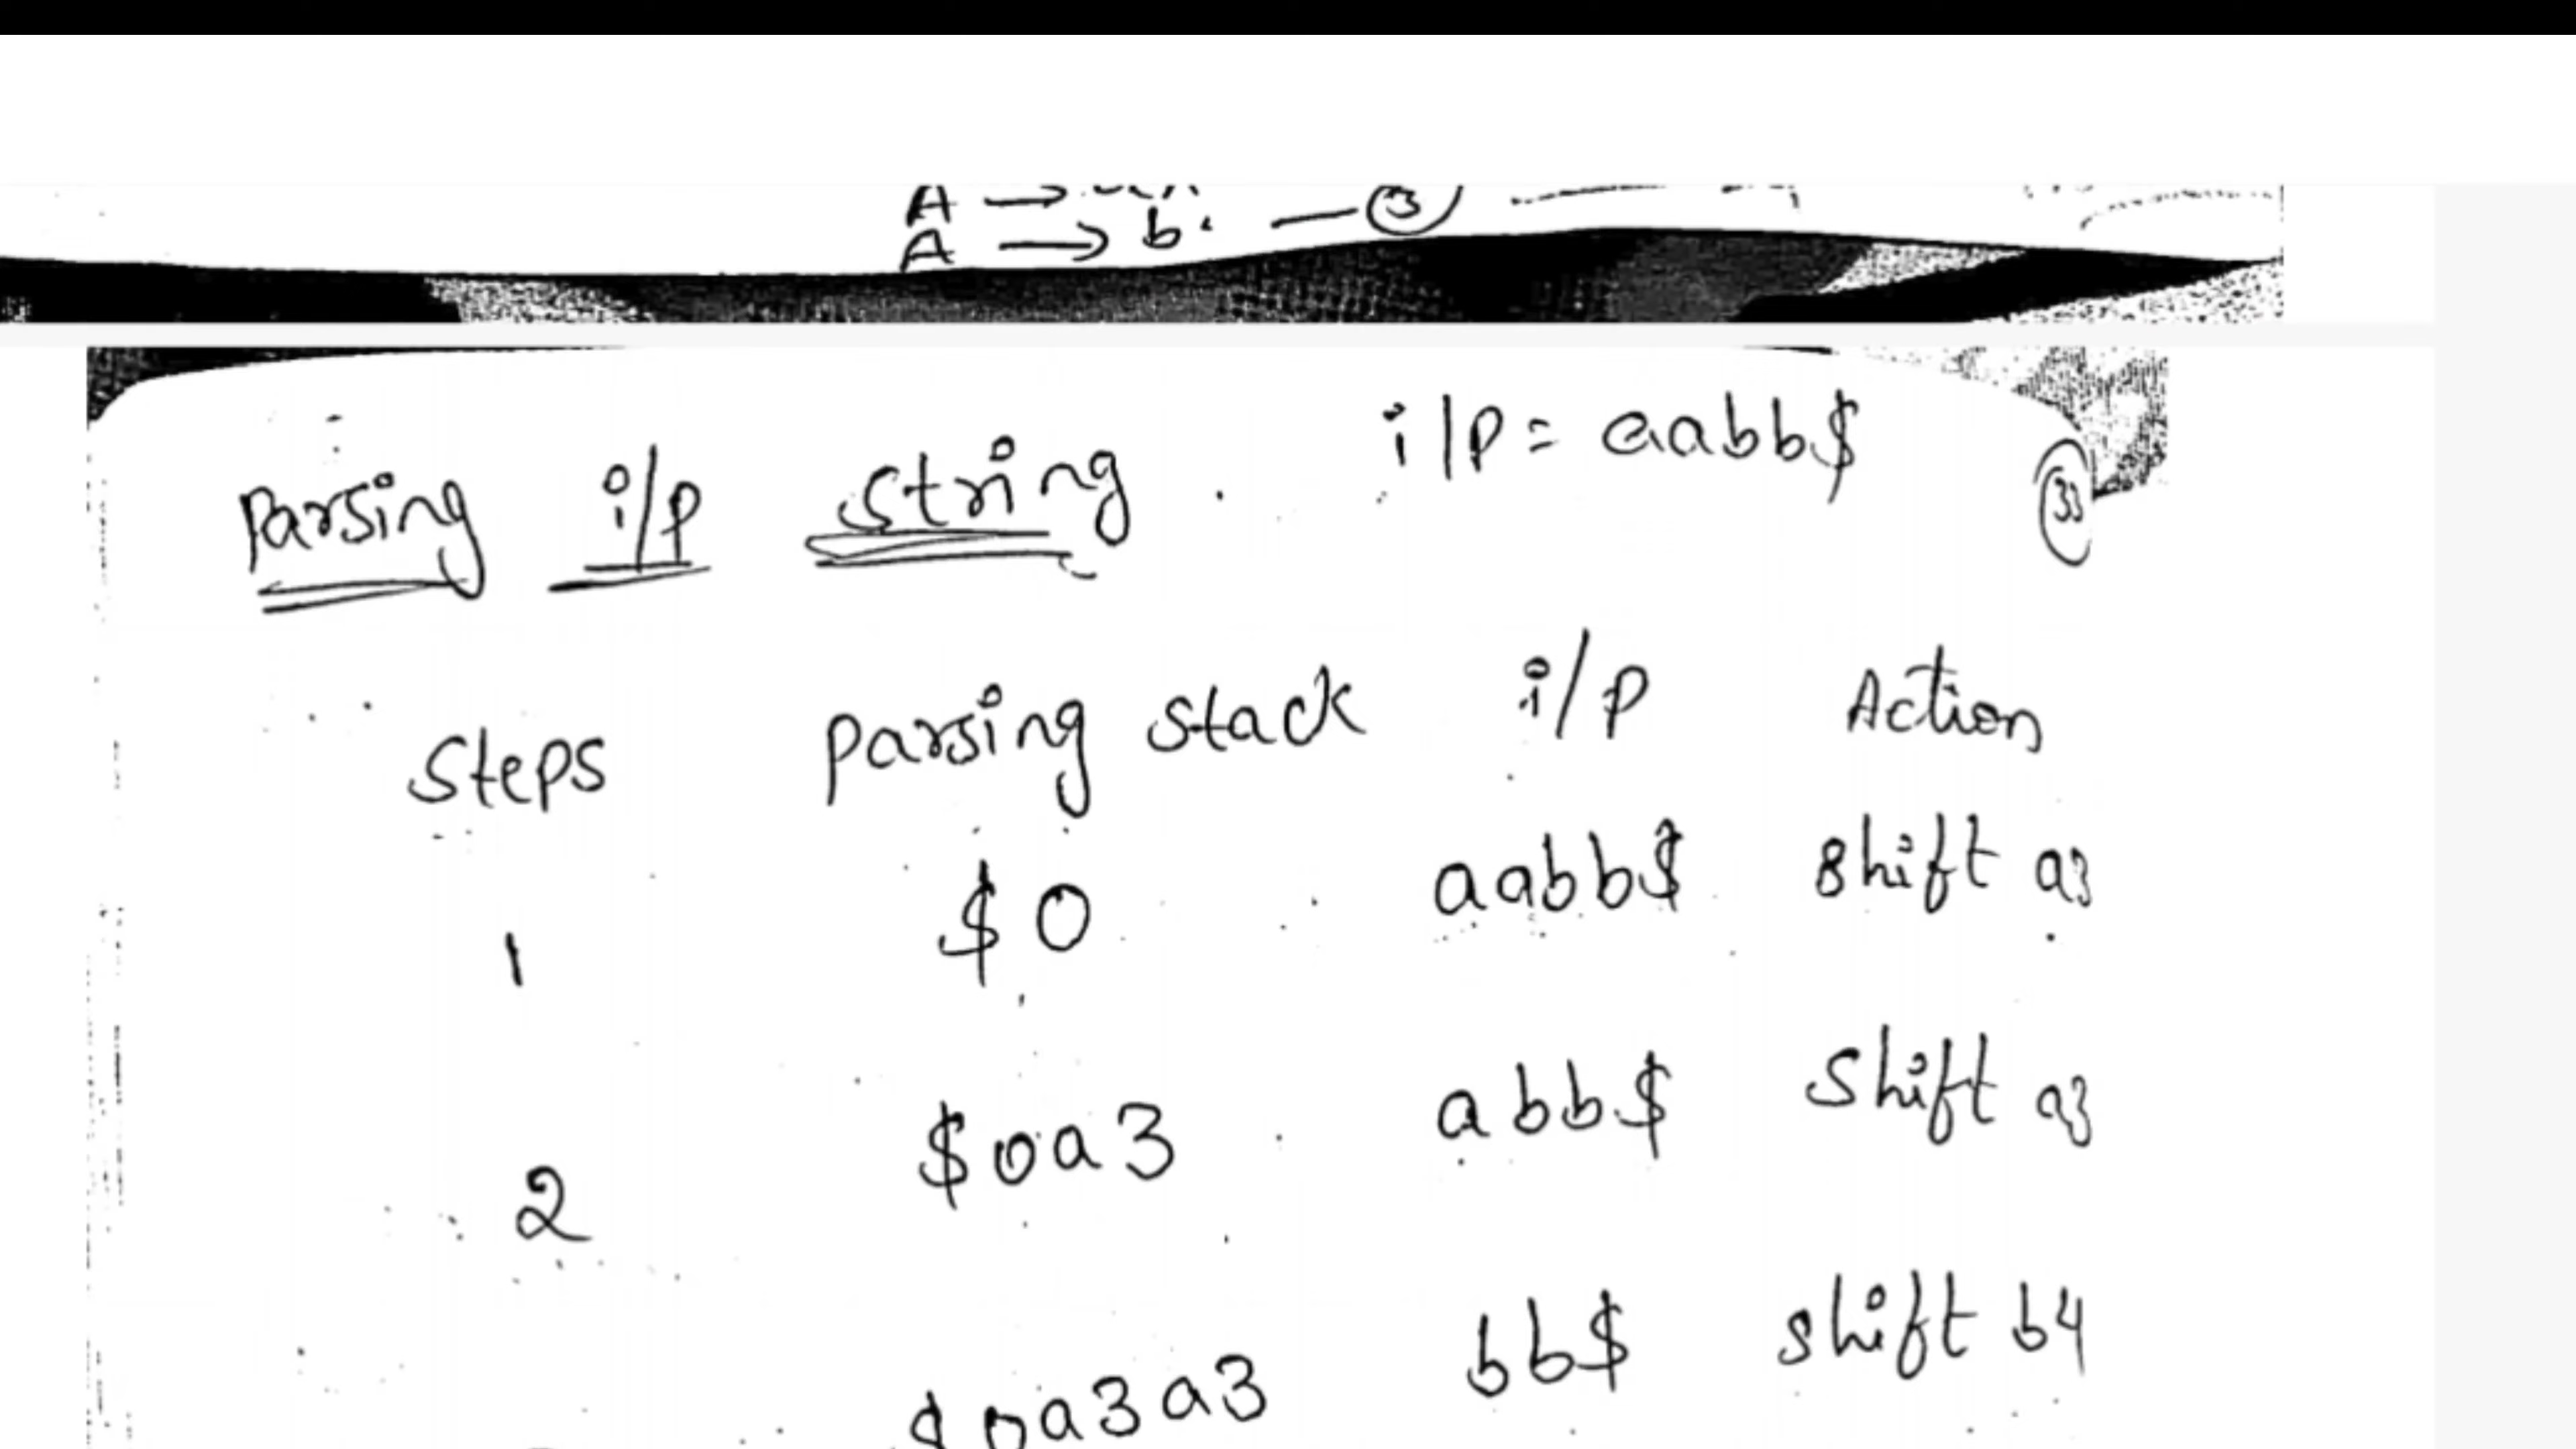 A →
A → b. — 3
Parsing i/p string. i/p = aabb$
33
Steps Parsing stack i/p Action
1 $0 aabb$ shift a3
2 $0a3 abb$ shift a3
$0a3a3 bb$ shift b4